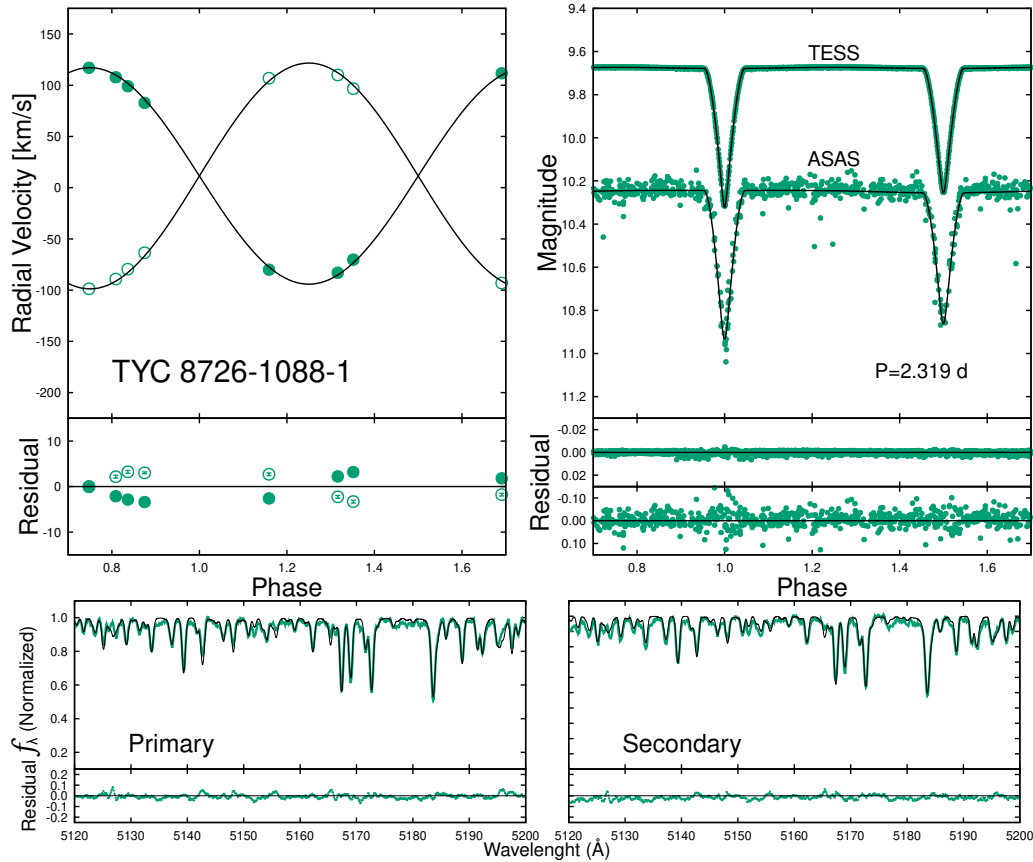 150
100
50
0
-50
-100
-150
-200
Radial Velocity [km/s]
TYC 8726-1088-1
10
0
-10
Residual
0.8
1.0
1.2
1.4
1.6
Phase
9.4
9.6
9.8
10.0
10.2
10.4
10.6
10.8
11.0
11.2
Magnitude
TESS
ASAS
P=2.319 d
-0.02
0.00
0.02
-0.10
0.00
0.10
Residual
0.8
1.0
1.2
1.4
1.6
Phase
1.0
0.8
0.6
0.4
0.2
fλ (Normalized)
Primary
Secondary
0.2
0.1
0.0
-0.1
-0.2
Residual
5120 5130 5140 5150 5160 5170 5180 5190 5200
5120 5130 5140 5150 5160 5170 5180 5190 5200
Wavelenght (Å)